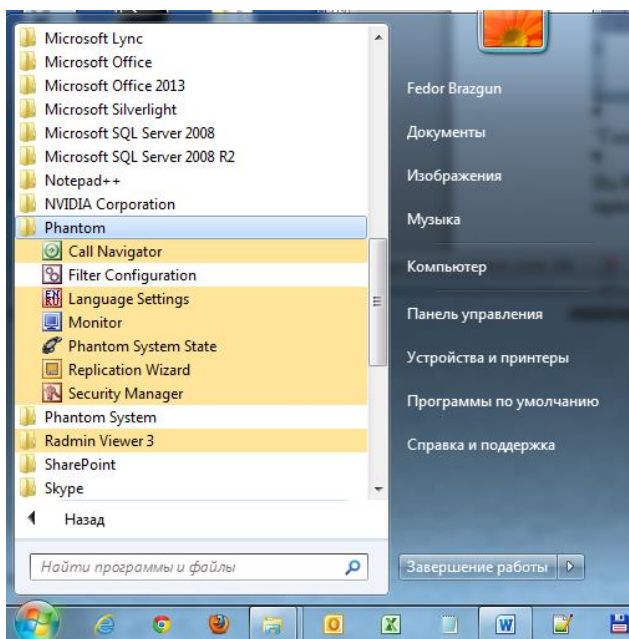 Microsoft Lync
Microsoft Office
Microsoft Office 2013
Microsoft Silverlight
Microsoft SQL Server 2008
Microsoft SQL Server 2008 R2
Notepad++
NVIDIA Corporation
Phantom
Call Navigator
Filter Configuration
Language Settings
Monitor
Phantom System State
Replication Wizard
Security Manager
Phantom System
Radmin Viewer 3
SharePoint
Skype
Назад
Найти программы и файлы
Fedor Brazgun
Документы
Изображения
Музыка
Компьютер
Панель управления
Устройства и принтеры
Программы по умолчанию
Справка и поддержка
Завершение работы